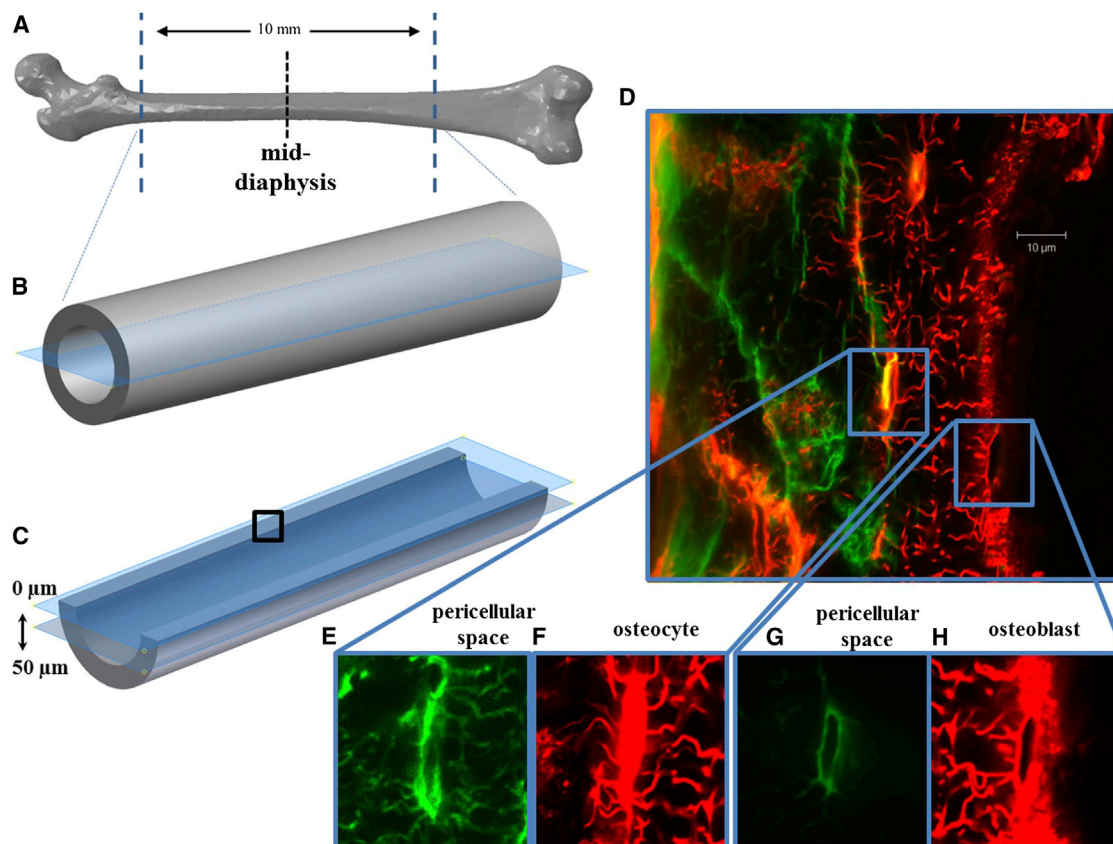 A
10 mm
mid-
diaphysis
B
C
0 µm
50 µm
D
10 µm
E
pericellular
space
F
osteocyte
G
pericellular
space
H
osteoblast